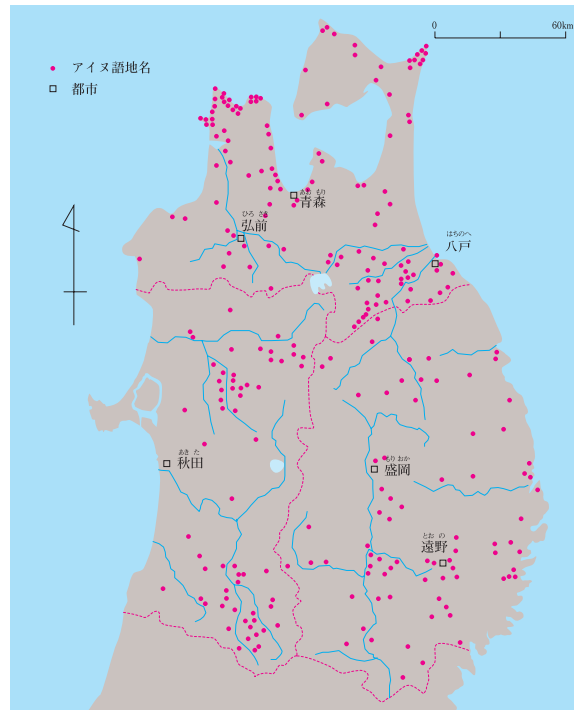 0 60km
アイヌ語地名
都市
あお もり
青森
ひろ さき
弘前
はちのへ
八戸
あき た
秋田
もり おか
盛岡
とお の
遠野